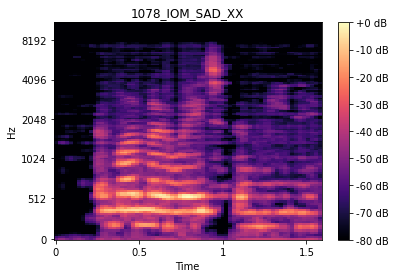 1078_IOM_SAD_XX
8192
4096
2048
1024
512
0
Hz
0
0.5
1
1.5
Time
+0 dB
-10 dB
-20 dB
-30 dB
-40 dB
-50 dB
-60 dB
-70 dB
-80 dB